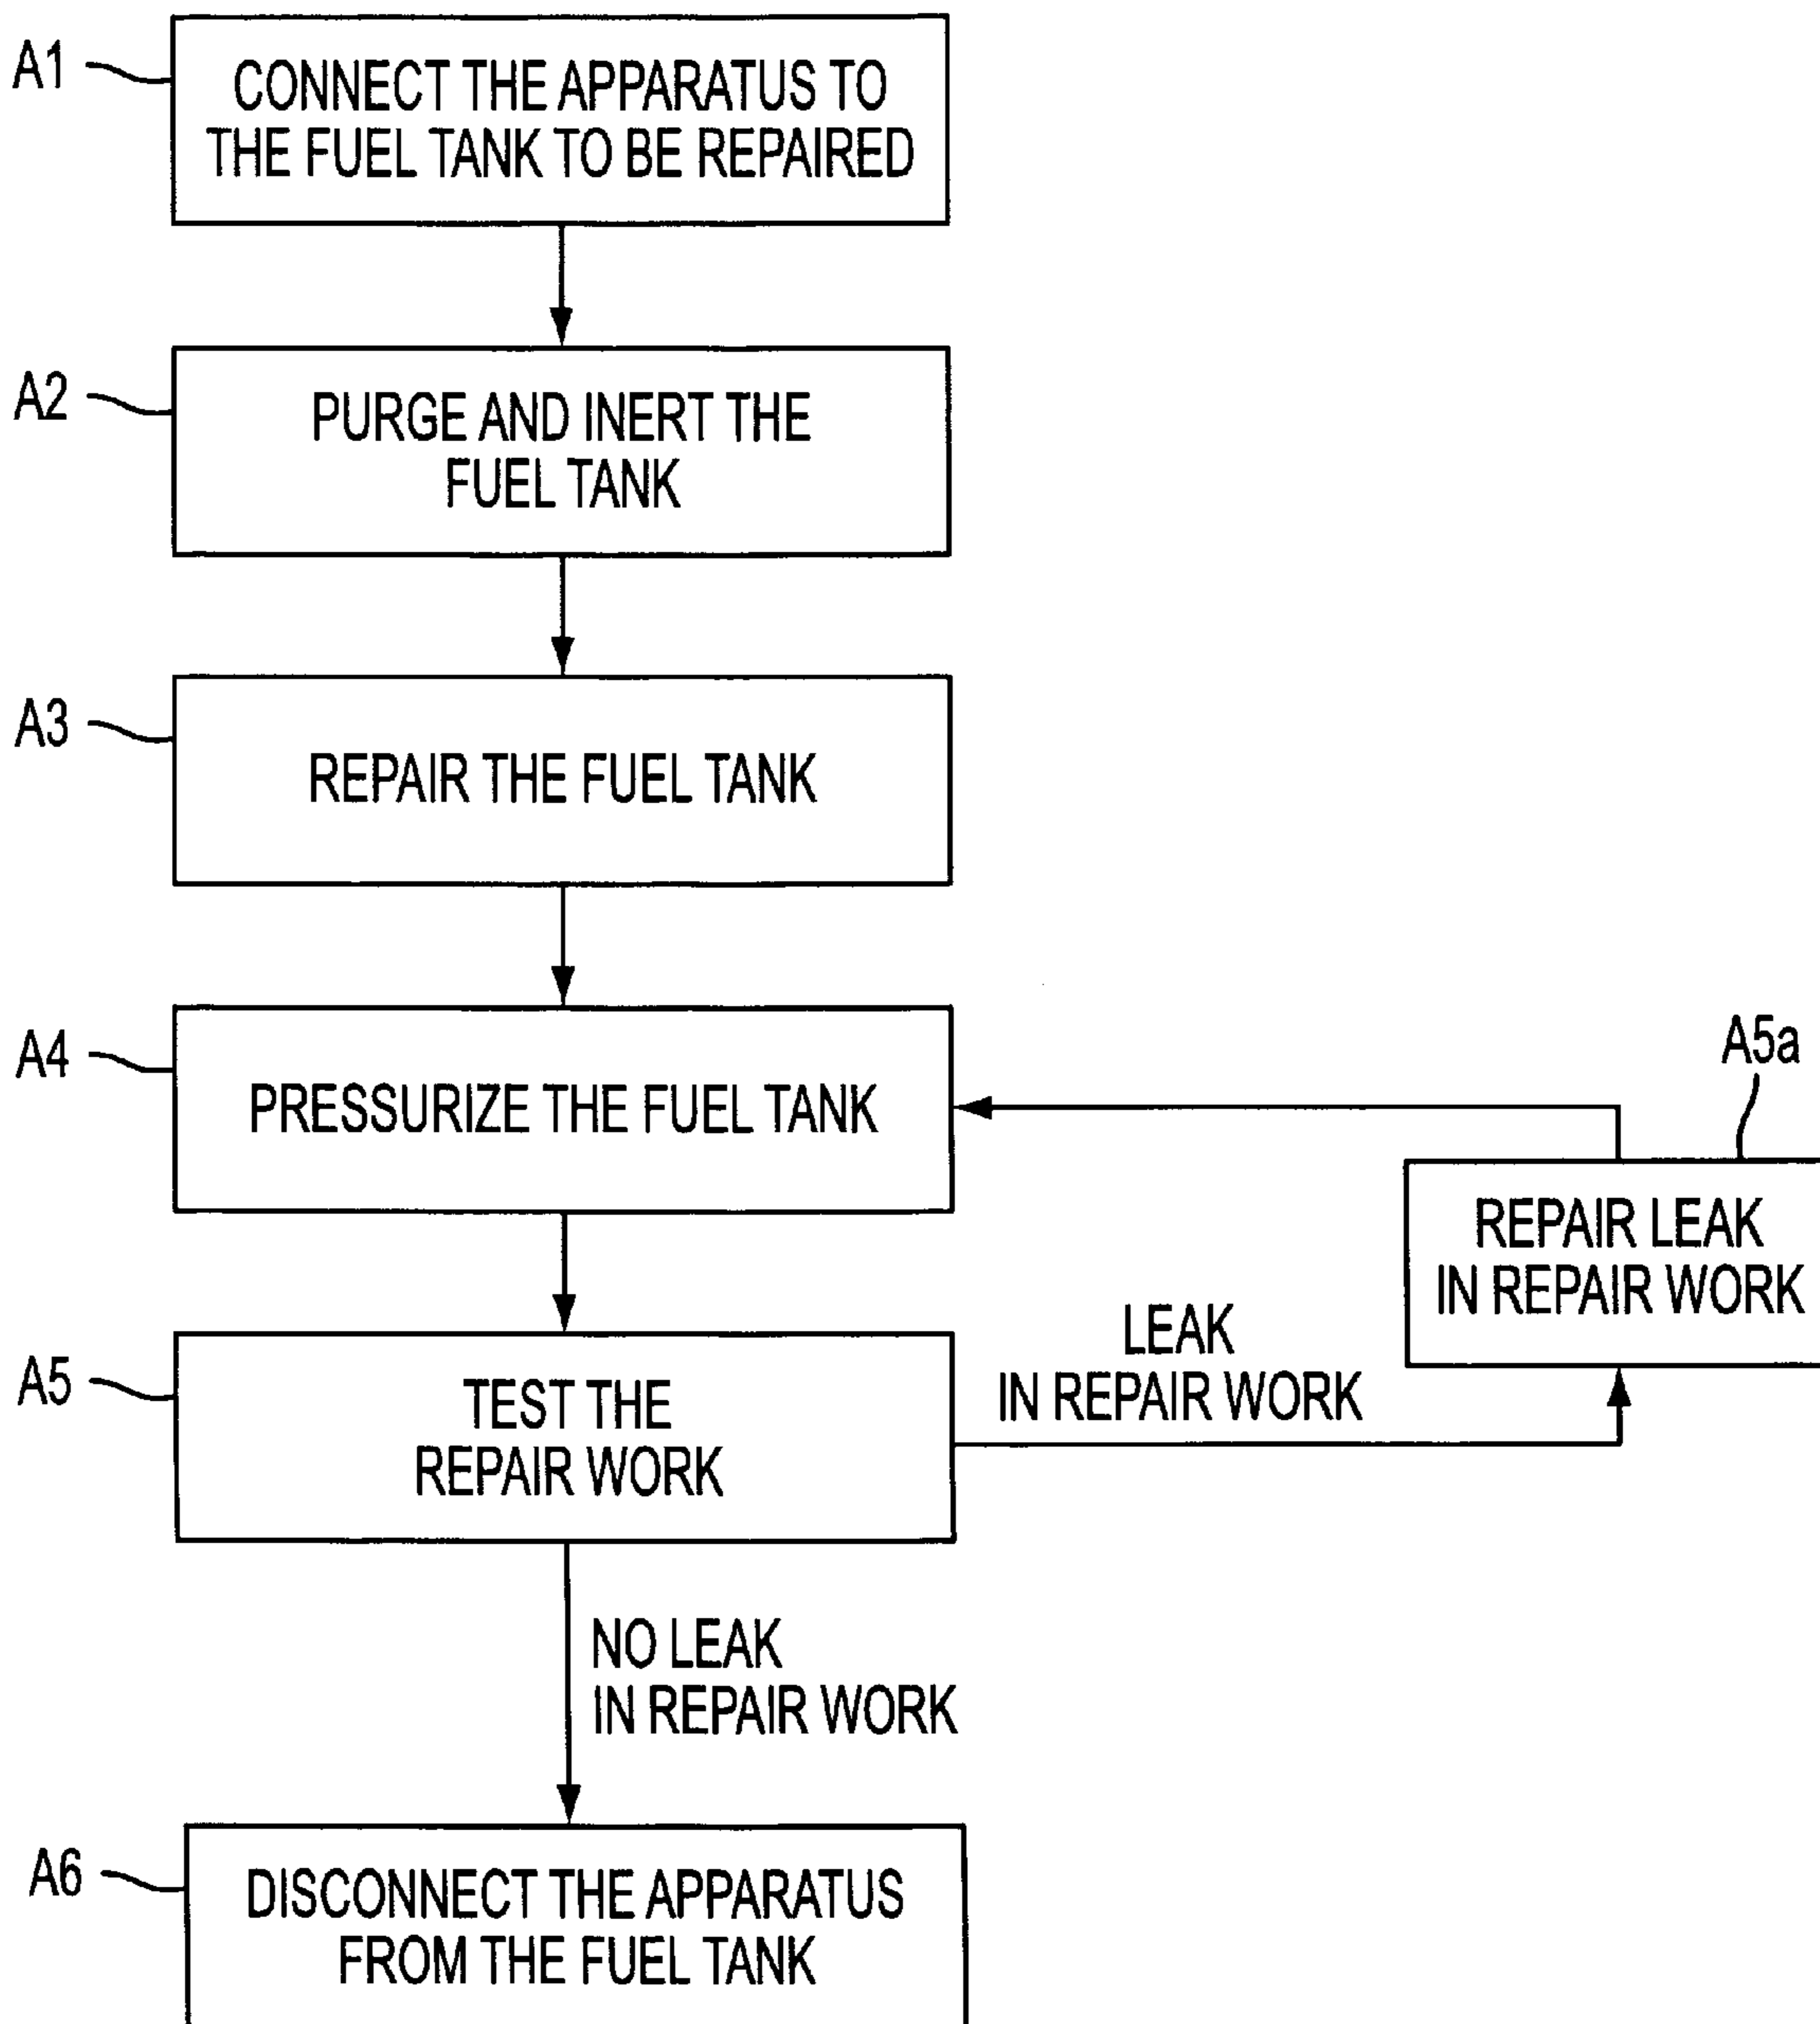 A1
CONNECT THE APPARATUS TO
THE FUEL TANK TO BE REPAIRED
A2
PURGE AND INERT THE
FUEL TANK
A3
REPAIR THE FUEL TANK
A4
PRESSURIZE THE FUEL TANK
A5a
REPAIR LEAK
IN REPAIR WORK
LEAK
IN REPAIR WORK
A5
TEST THE
REPAIR WORK
NO LEAK
IN REPAIR WORK
A6
DISCONNECT THE APPARATUS
FROM THE FUEL TANK